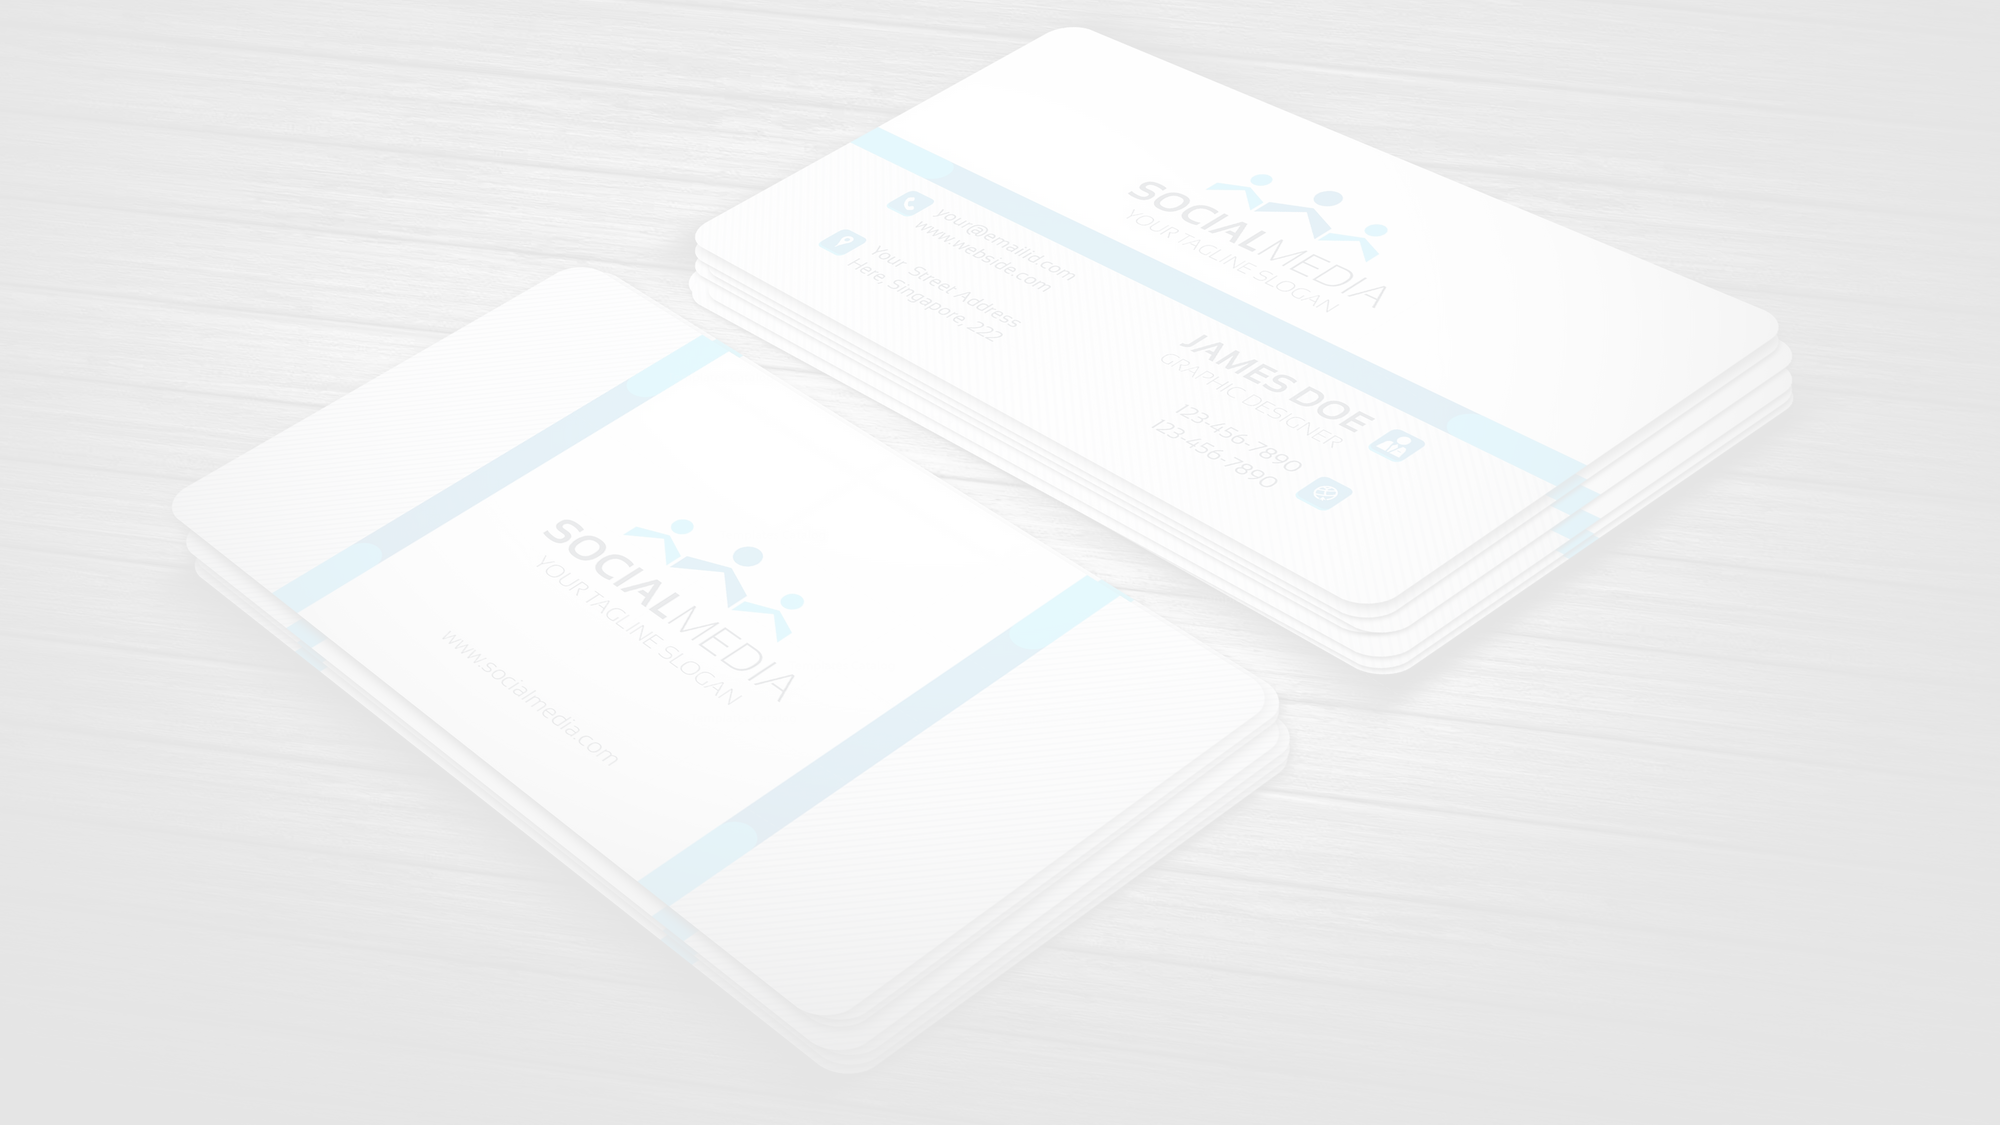 SOCIALMEDIA
YOUR TAGLINE SLOGAN
your@emailid.com
www.webside.com
Your Street Address
Here, Singapore, 222
JAMES DOE
GRAPHIC DESIGNER
123-456-7890
123-456-7890
SOCIALMEDIA
YOUR TAGLINE SLOGAN
www.socialmedia.com